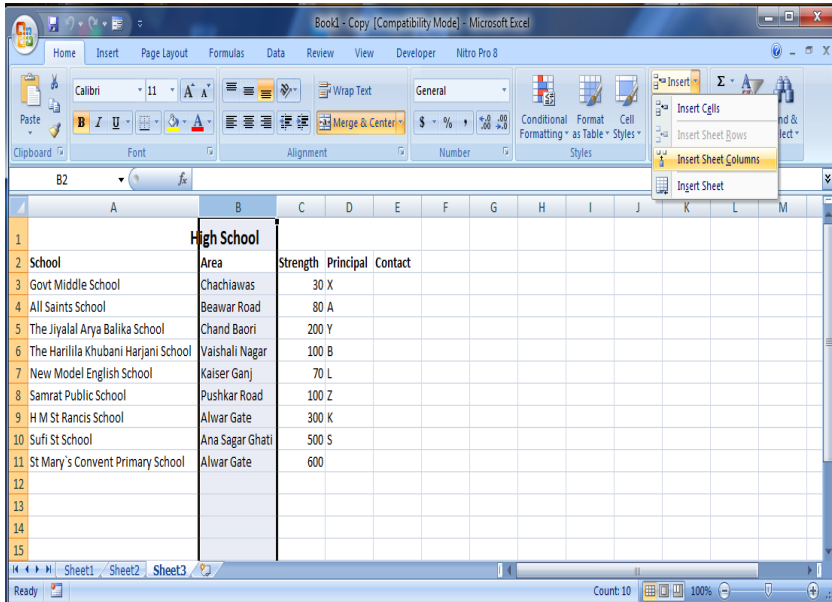 Book1 - Copy [Compatibility Mode] - Microsoft Excel
Home Insert Page Layout Formulas Data Review View Developer Nitro Pro 8
Calibri 11 A A Wrap Text General Insert Σ
Paste B I U A Merge & Center $ % , .0 .00 .00 .0 Conditional Formatting Format as Table Cell Styles nd & lect
Clipboard Font Alignment Number Styles
Insert Cells
Insert Sheet Rows
Insert Sheet Columns
Insert Sheet
B2 fx
A B C D E F G H I J K L M
1 High School
2 School Area Strength Principal Contact
3 Govt Middle School Chachiawas 30 X
4 All Saints School Beawar Road 80 A
5 The Jiyalal Arya Balika School Chand Baori 200 Y
6 The Harilila Khubani Harjani School Vaishali Nagar 100 B
7 New Model English School Kaiser Ganj 70 L
8 Samrat Public School Pushkar Road 100 Z
9 H M St Rancis School Alwar Gate 300 K
10 Sufi St School Ana Sagar Ghati 500 S
11 St Mary`s Convent Primary School Alwar Gate 600
12
13
14
15
Sheet1 Sheet2 Sheet3
Ready Count: 10 100%